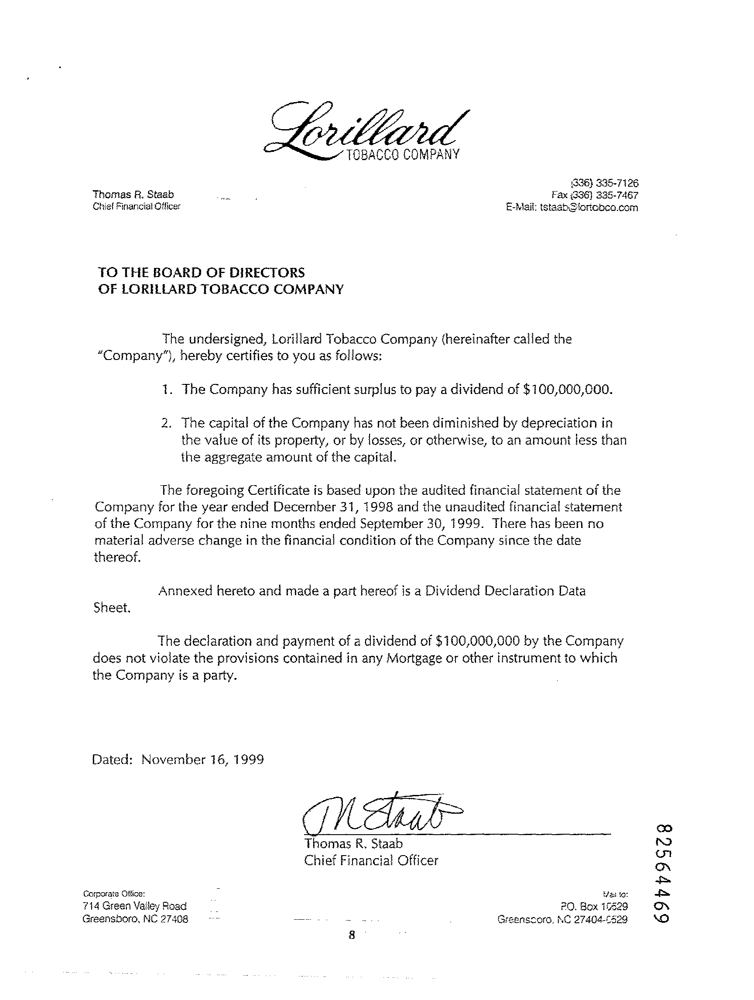 Lorillard
TOBACCO COMPANY
(336) 335-7126
Thomas R. Staab
Fax (336) 335-7467
Chief Financial Officer
E-Mail: tstaab@lortobco.com
TO THE BOARD OF DIRECTORS
OF LORILLARD TOBACCO COMPANY
The undersigned, Lorillard Tobacco Company (hereinafter called the
"Company"), hereby certifies to you as follows:
1. The Company has sufficient surplus to pay a dividend of $100,000,000.
2. The capital of the Company has not been diminished by depreciation in
the value of its property, or by losses, or otherwise, to an amount less than
the aggregate amount of the capital.
The foregoing Certificate is based upon the audited financial statement of the
Company for the year ended December 31, 1998 and the unaudited financial statement
of the Company for the nine months ended September 30, 1999. There has been no
material adverse change in the financial condition of the Company since the date
thereof.
Annexed hereto and made a part hereof is a Dividend Declaration Data
Sheet.
The declaration and payment of a dividend of $100,000,000 by the Company
does not violate the provisions contained in any Mortgage or other instrument to which
the Company is a party.
Dated: November 16, 1999
Thomas R. Staab
Chief Financial Officer
Corporate Office:
714 Green Valley Road
Greensboro, NC 27408
Mail to:
P.O. Box 10529
Greensboro, NC 27404-0529
8
82564469